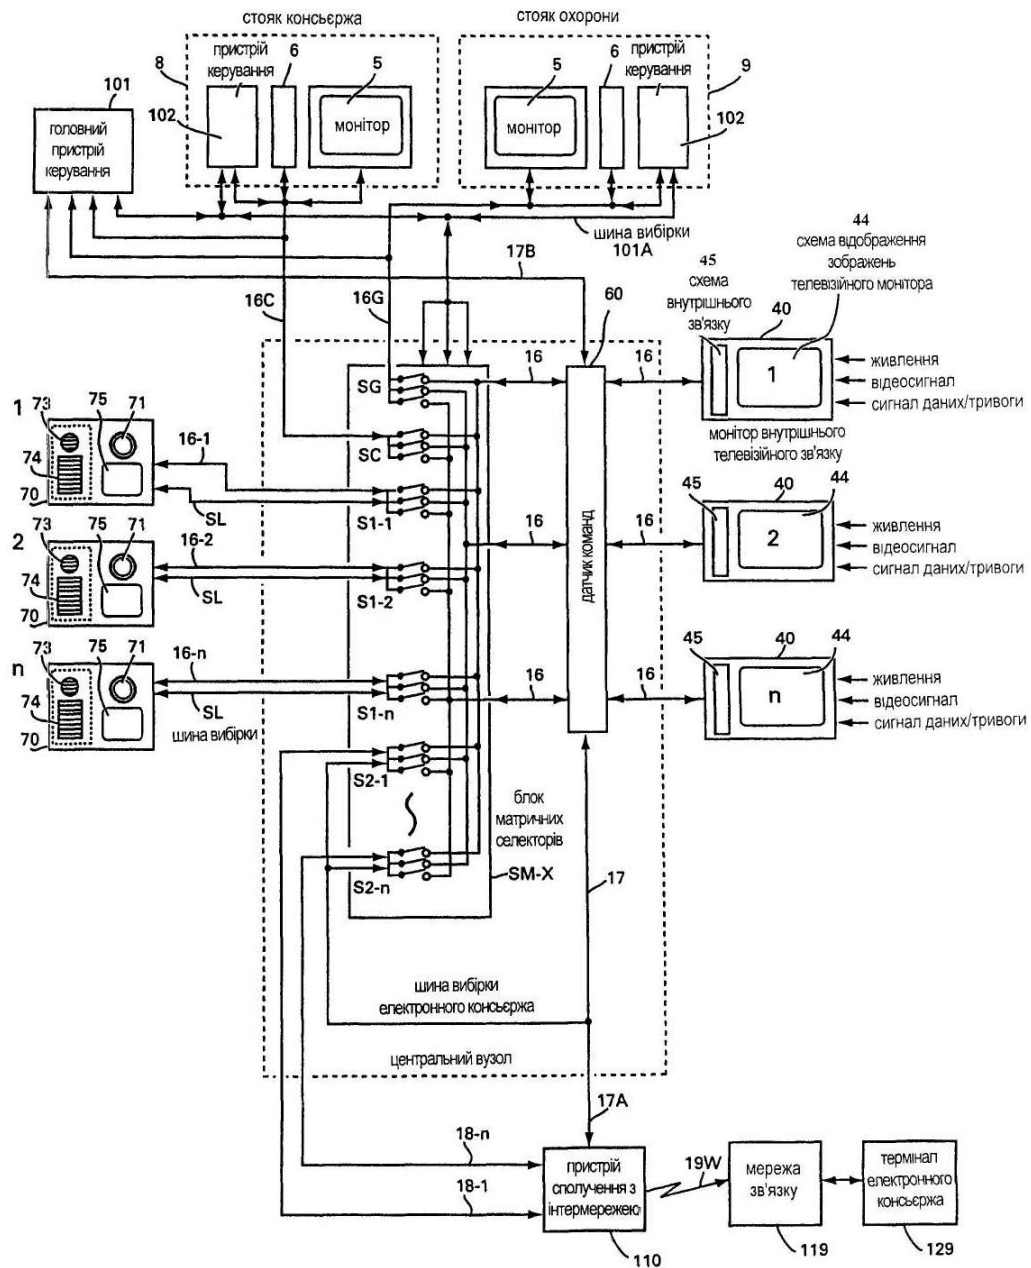 стояк консьєржа
стояк охорони
8
пристрій
керування
6
5
монітор
102
5
монітор
6
пристрій
керування
9
102
101
головний
пристрій
керування
шина вибірки
101A
17B
16C
16G
60
44
схема відображення
зображень
телевізійного монітора
45
схема
внутрішнього
зв'язку
40
1
живлення
відеосигнал
сигнал даних/тривоги
монітор внутрішнього
телевізійного зв'язку
SG
16
16
SC
1
73
75
71
74
70
16-1
SL
S1-1
2
73
75
71
74
70
16-2
SL
S1-2
16
датчик команд
16
45
40
44
2
живлення
відеосигнал
сигнал даних/тривоги
n
73
75
71
74
70
16-n
SL
шина вибірки
S1-n
16
16
45
40
44
n
живлення
відеосигнал
сигнал даних/тривоги
S2-1
S2-n
блок
матричних
селекторів
SM-X
17
шина вибірки
електронного консьєржа
центральний вузол
17A
18-n
18-1
пристрій
сполучення з
інтермережею
110
19W
мережа
зв'язку
119
термінал
електронного
консьєржа
129